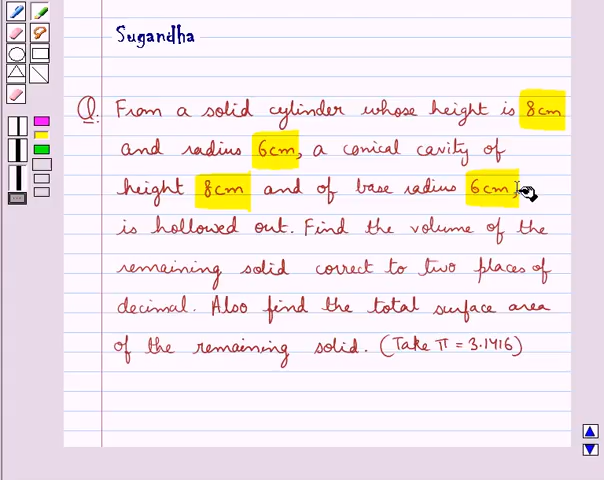 Sugandha
Q. From a solid cylinder whose height is 8cm
and radius 6cm, a conical cavity of
height 8cm and of base radius 6cm,
is hollowed out. Find the volume of the
remaining solid correct to two places of
decimal. Also find the total surface area
of the remaining solid. (Take π = 3.1416)